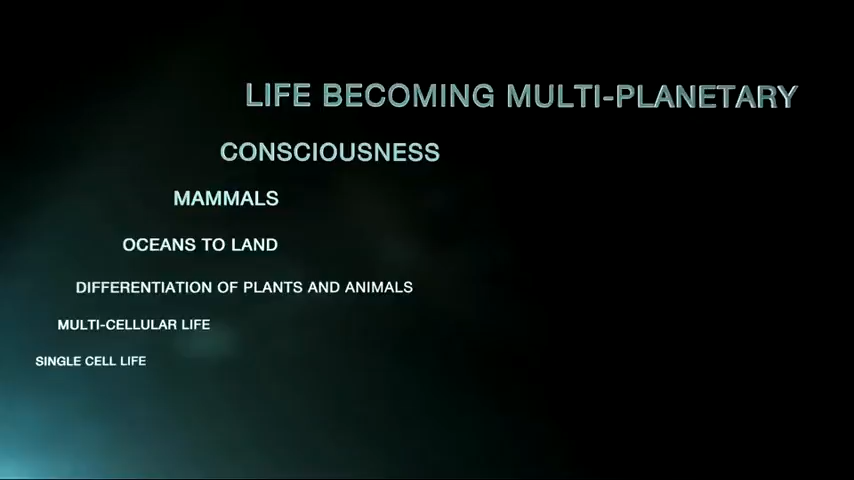 LIFE BECOMING MULTI-PLANETARY
CONSCIOUSNESS
MAMMALS
OCEANS TO LAND
DIFFERENTIATION OF PLANTS AND ANIMALS
MULTI-CELLULAR LIFE
SINGLE CELL LIFE